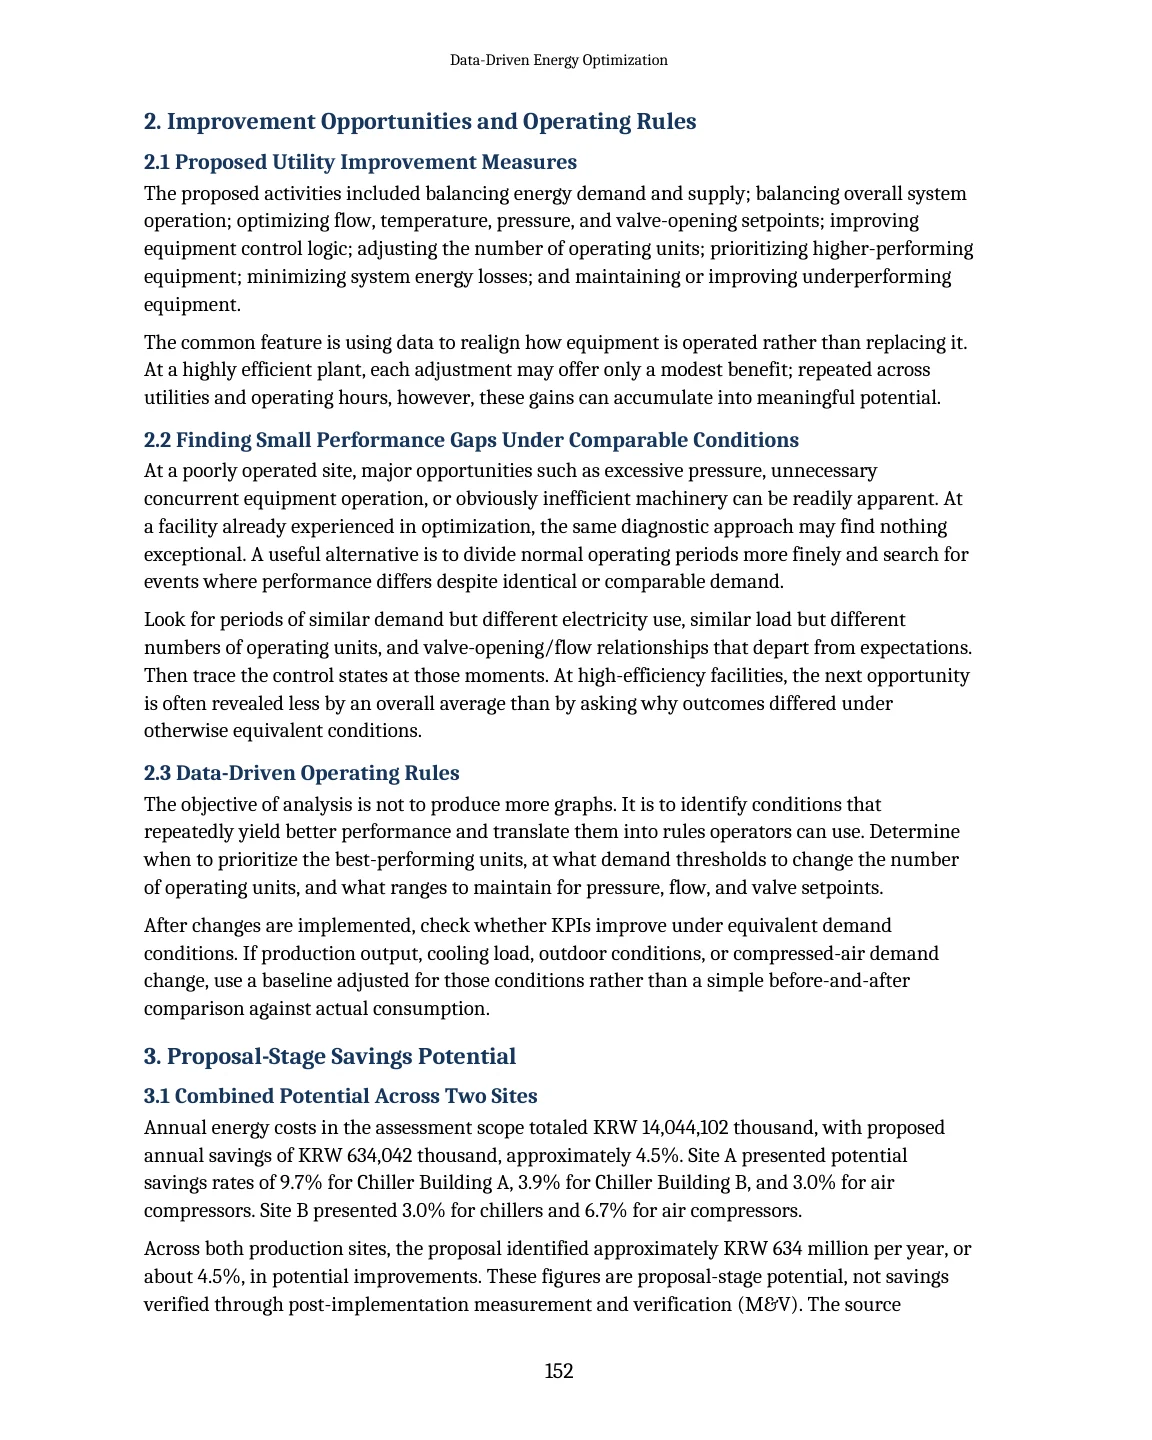 Data-Driven Energy Optimization
2. Improvement Opportunities and Operating Rules
2.1 Proposed Utility Improvement Measures
The proposed activities included balancing energy demand and supply; balancing overall system
operation; optimizing flow, temperature, pressure, and valve-opening setpoints; improving
equipment control logic; adjusting the number of operating units; prioritizing higher-performing
equipment; minimizing system energy losses; and maintaining or improving underperforming
equipment.
The common feature is using data to realign how equipment is operated rather than replacing it.
At a highly efficient plant, each adjustment may offer only a modest benefit; repeated across
utilities and operating hours, however, these gains can accumulate into meaningful potential.
2.2 Finding Small Performance Gaps Under Comparable Conditions
At a poorly operated site, major opportunities such as excessive pressure, unnecessary
concurrent equipment operation, or obviously inefficient machinery can be readily apparent. At
a facility already experienced in optimization, the same diagnostic approach may find nothing
exceptional. A useful alternative is to divide normal operating periods more finely and search for
events where performance differs despite identical or comparable demand.
Look for periods of similar demand but different electricity use, similar load but different
numbers of operating units, and valve-opening/flow relationships that depart from expectations.
Then trace the control states at those moments. At high-efficiency facilities, the next opportunity
is often revealed less by an overall average than by asking why outcomes differed under
otherwise equivalent conditions.
2.3 Data-Driven Operating Rules
The objective of analysis is not to produce more graphs. It is to identify conditions that
repeatedly yield better performance and translate them into rules operators can use. Determine
when to prioritize the best-performing units, at what demand thresholds to change the number
of operating units, and what ranges to maintain for pressure, flow, and valve setpoints.
After changes are implemented, check whether KPIs improve under equivalent demand
conditions. If production output, cooling load, outdoor conditions, or compressed-air demand
change, use a baseline adjusted for those conditions rather than a simple before-and-after
comparison against actual consumption.
3. Proposal-Stage Savings Potential
3.1 Combined Potential Across Two Sites
Annual energy costs in the assessment scope totaled KRW 14,044,102 thousand, with proposed
annual savings of KRW 634,042 thousand, approximately 4.5%. Site A presented potential
savings rates of 9.7% for Chiller Building A, 3.9% for Chiller Building B, and 3.0% for air
compressors. Site B presented 3.0% for chillers and 6.7% for air compressors.
Across both production sites, the proposal identified approximately KRW 634 million per year, or
about 4.5%, in potential improvements. These figures are proposal-stage potential, not savings
verified through post-implementation measurement and verification (M&V). The source
152